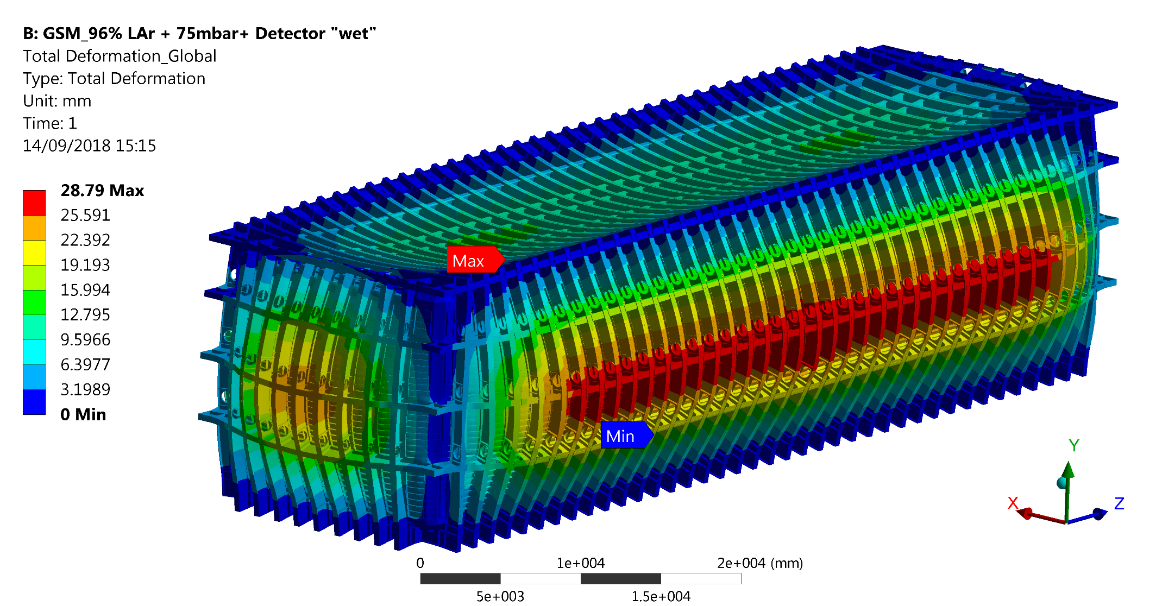 B: GSM_96% LAr + 75mbar+ Detector "wet"
Total Deformation_Global
Type: Total Deformation
Unit: mm
Time: 1
14/09/2018 15:15
28.79 Max
25.591
22.392
19.193
15.994
12.795
9.5966
6.3977
3.1989
0 Min
Max
Min
Y
X
Z
0 1e+004 2e+004 (mm)
5e+003 1.5e+004